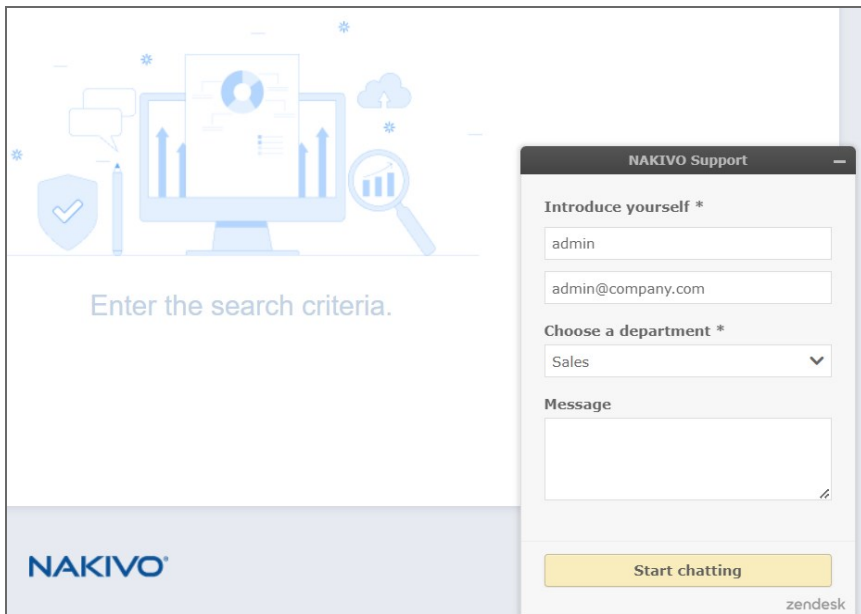 Enter the search criteria.
NAKIVO Support
Introduce yourself *
admin
admin@company.com
Choose a department *
Sales
Message
Start chatting
zendesk
NAKIVO®